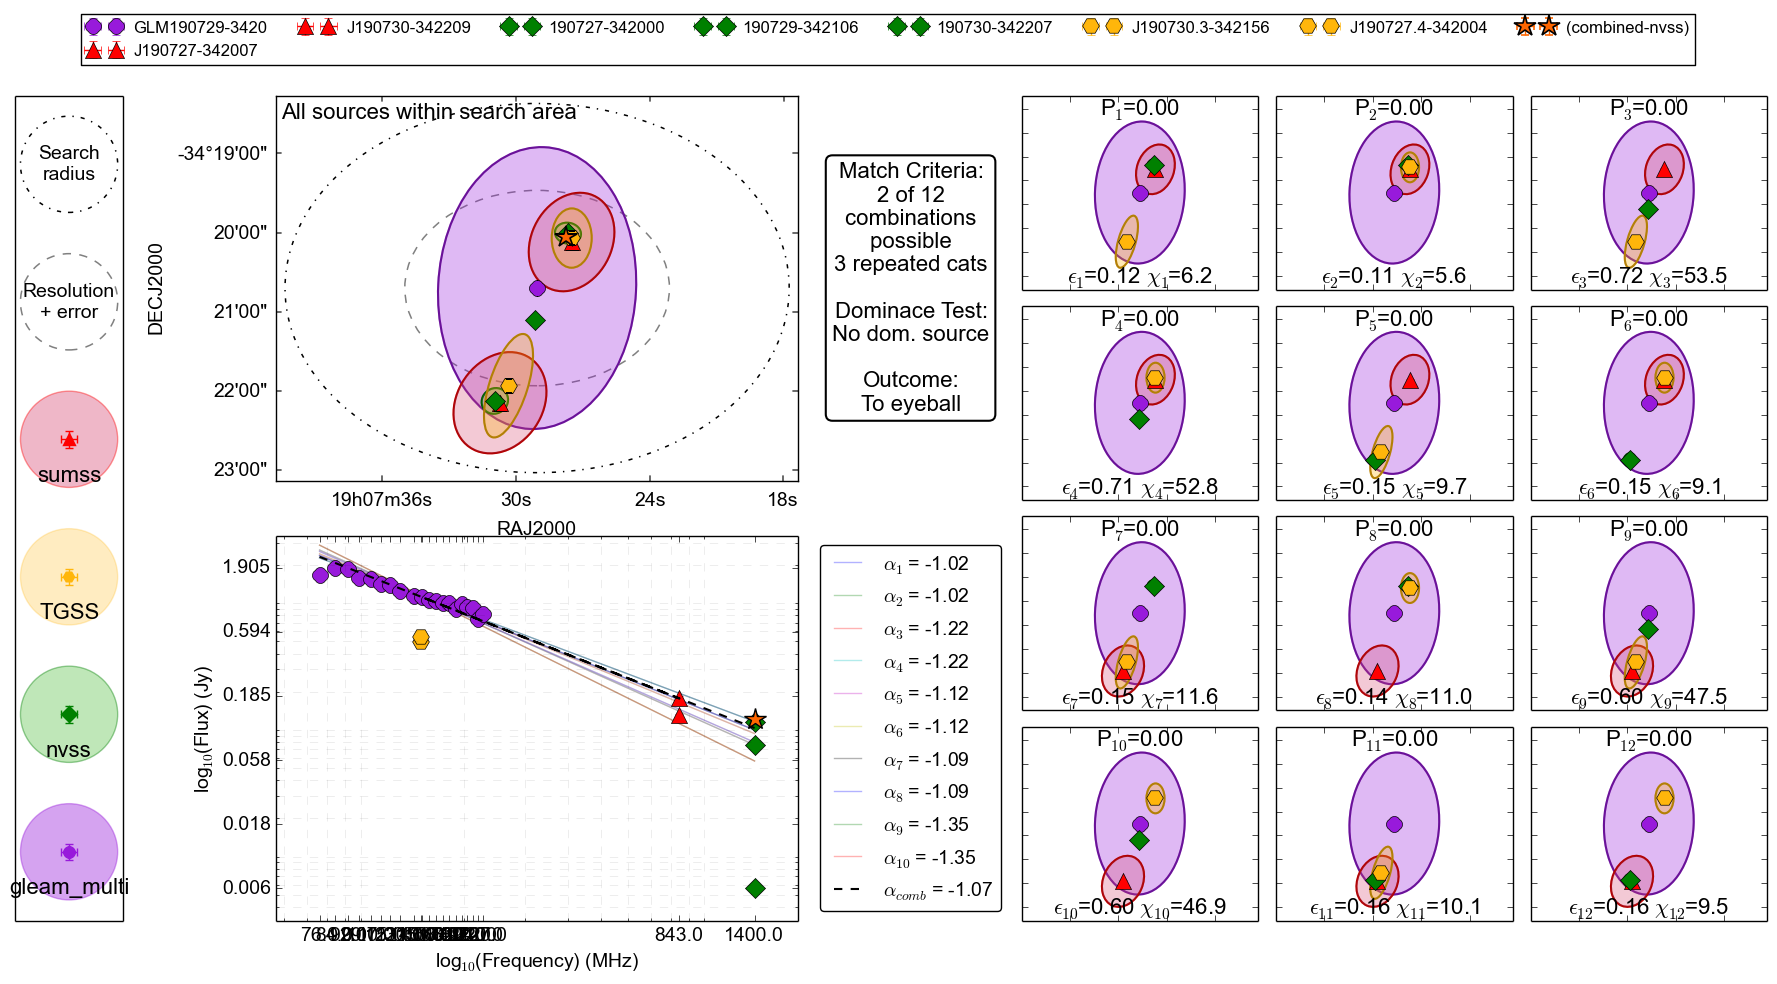 GLM190729-3420
J190730-342209
190727-342000
190729-342106
190730-342207
J190730.3-342156
J190727.4-342004
(combined-nvss)
J190727-342007
Search
radius
Resolution
+ error
sumss
TGSS
nvss
gleam_multi
All sources within search area
DECJ2000
-34°19'00"
20'00"
21'00"
22'00"
23'00"
19h07m36s
30s
24s
18s
RAJ2000
Match Criteria:
2 of 12
combinations
possible
3 repeated cats
Dominace Test:
No dom. source
Outcome:
To eyeball
log10(Flux) (Jy)
1.905
0.594
0.185
0.058
0.018
0.006
843.0
1400.0
log10(Frequency) (MHz)
α1 = -1.02
α2 = -1.02
α3 = -1.22
α4 = -1.22
α5 = -1.12
α6 = -1.12
α7 = -1.09
α8 = -1.09
α9 = -1.35
α10 = -1.35
αcomb = -1.07
P1=0.00
ϵ1=0.12 χ1=6.2
P2=0.00
ϵ2=0.11 χ2=5.6
P3=0.00
ϵ3=0.72 χ3=53.5
P4=0.00
ϵ4=0.71 χ4=52.8
P5=0.00
ϵ5=0.15 χ5=9.7
P6=0.00
ϵ6=0.15 χ6=9.1
P7=0.00
ϵ7=0.15 χ7=11.6
P8=0.00
ϵ8=0.14 χ8=11.0
P9=0.00
ϵ9=0.60 χ9=47.5
P10=0.00
ϵ10=0.60 χ10=46.9
P11=0.00
ϵ11=0.16 χ11=10.1
P12=0.00
ϵ12=0.16 χ12=9.5